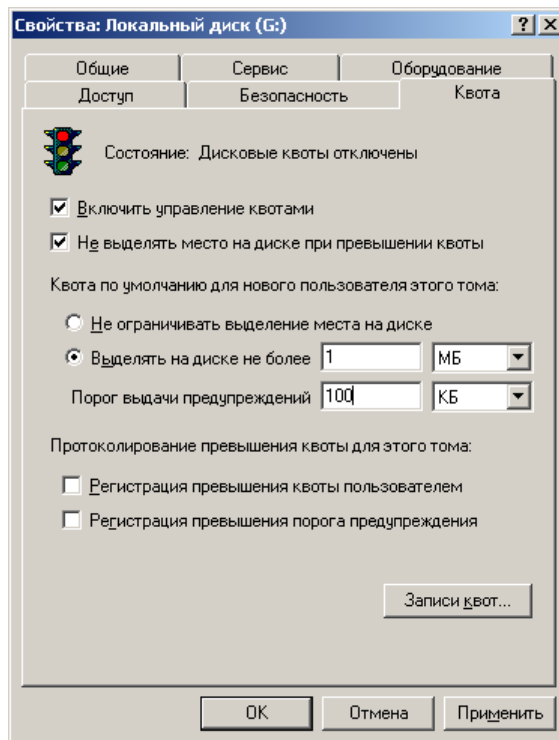 Свойства: Локальный диск (G:)
Общие Сервис Оборудование
Доступ Безопасность Квота
Состояние: Дисковые квоты отключены
Включить управление квотами
Не выделять место на диске при превышении квоты
Квота по умолчанию для нового пользователя этого тома:
Не ограничивать выделение места на диске
Выделять на диске не более 1 МБ
Порог выдачи предупреждений 100 КБ
Протоколирование превышения квоты для этого тома:
Регистрация превышения квоты пользователем
Регистрация превышения порога предупреждения
Записи квот...
OK Отмена Применить